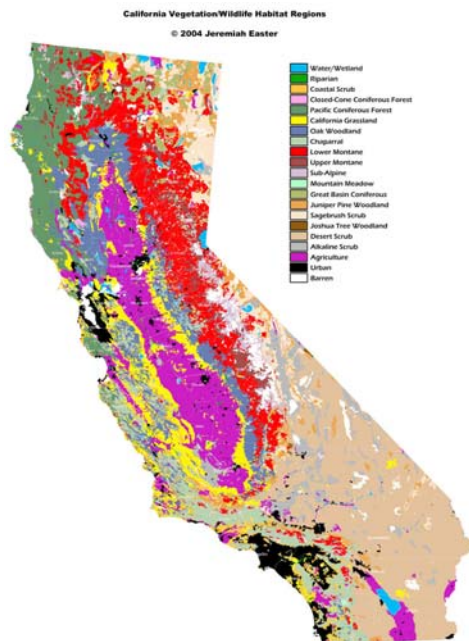 California Vegetation/Wildlife Habitat Regions
© 2004 Jeremiah Easter
Water/Wetland
Riparian
Coastal Scrub
Closed-Cone Coniferous Forest
Pacific Coniferous Forest
California Grassland
Oak Woodland
Chaparral
Lower Montane
Upper Montane
Sub-Alpine
Mountain Meadow
Great Basin Coniferous
Juniper Pine Woodland
Sagebrush Scrub
Joshua Tree Woodland
Desert Scrub
Alkaline Scrub
Agriculture
Urban
Barren